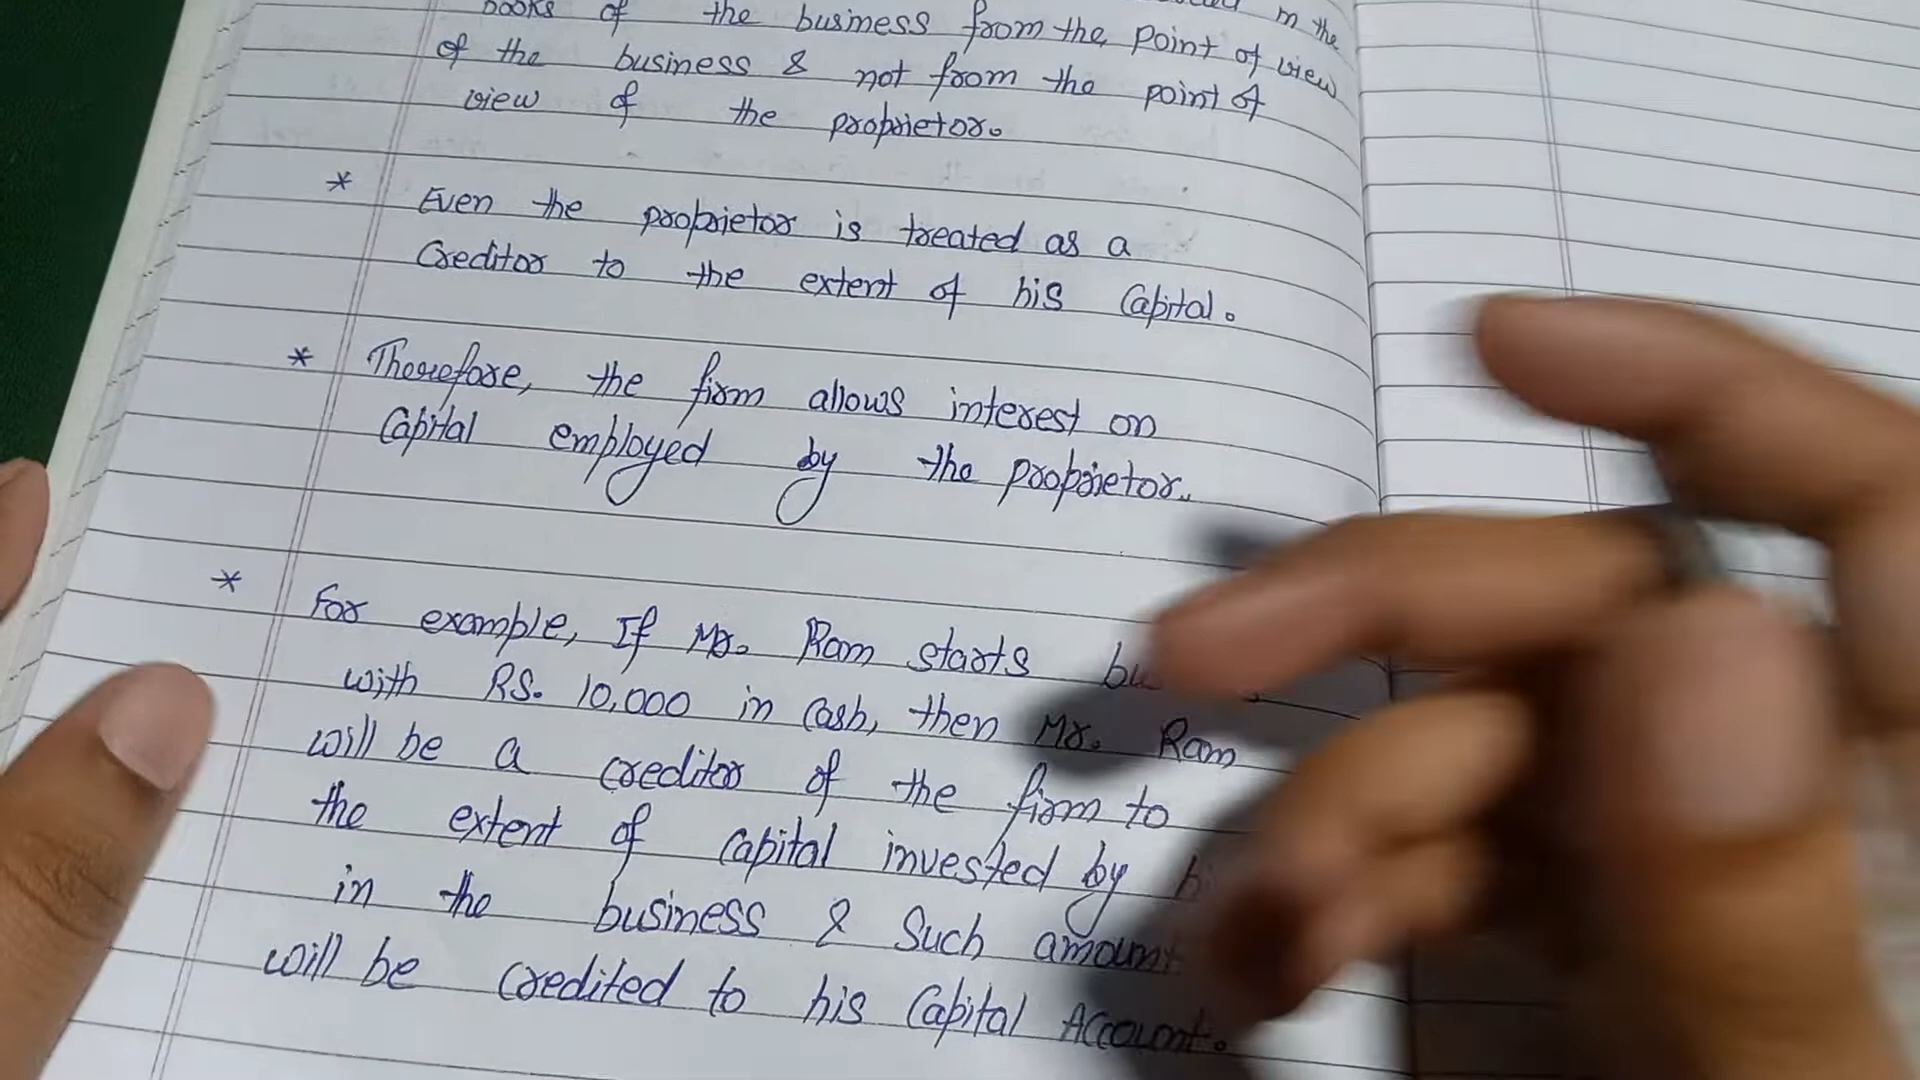 books of the business from the point of view
of the business & not from the point of
view of the proprietor.
* Even the proprietor is treated as a
Creditor to the extent of his Capital.
* Therefore, the firm allows interest on
Capital employed by the proprietor.
* For example, If Mr. Ram starts
with RS. 10,000 in Cash, then Mr. Ram
will be a creditor of the firm to
the extent of Capital invested by
in the business & Such amount
will be credited to his Capital Account.